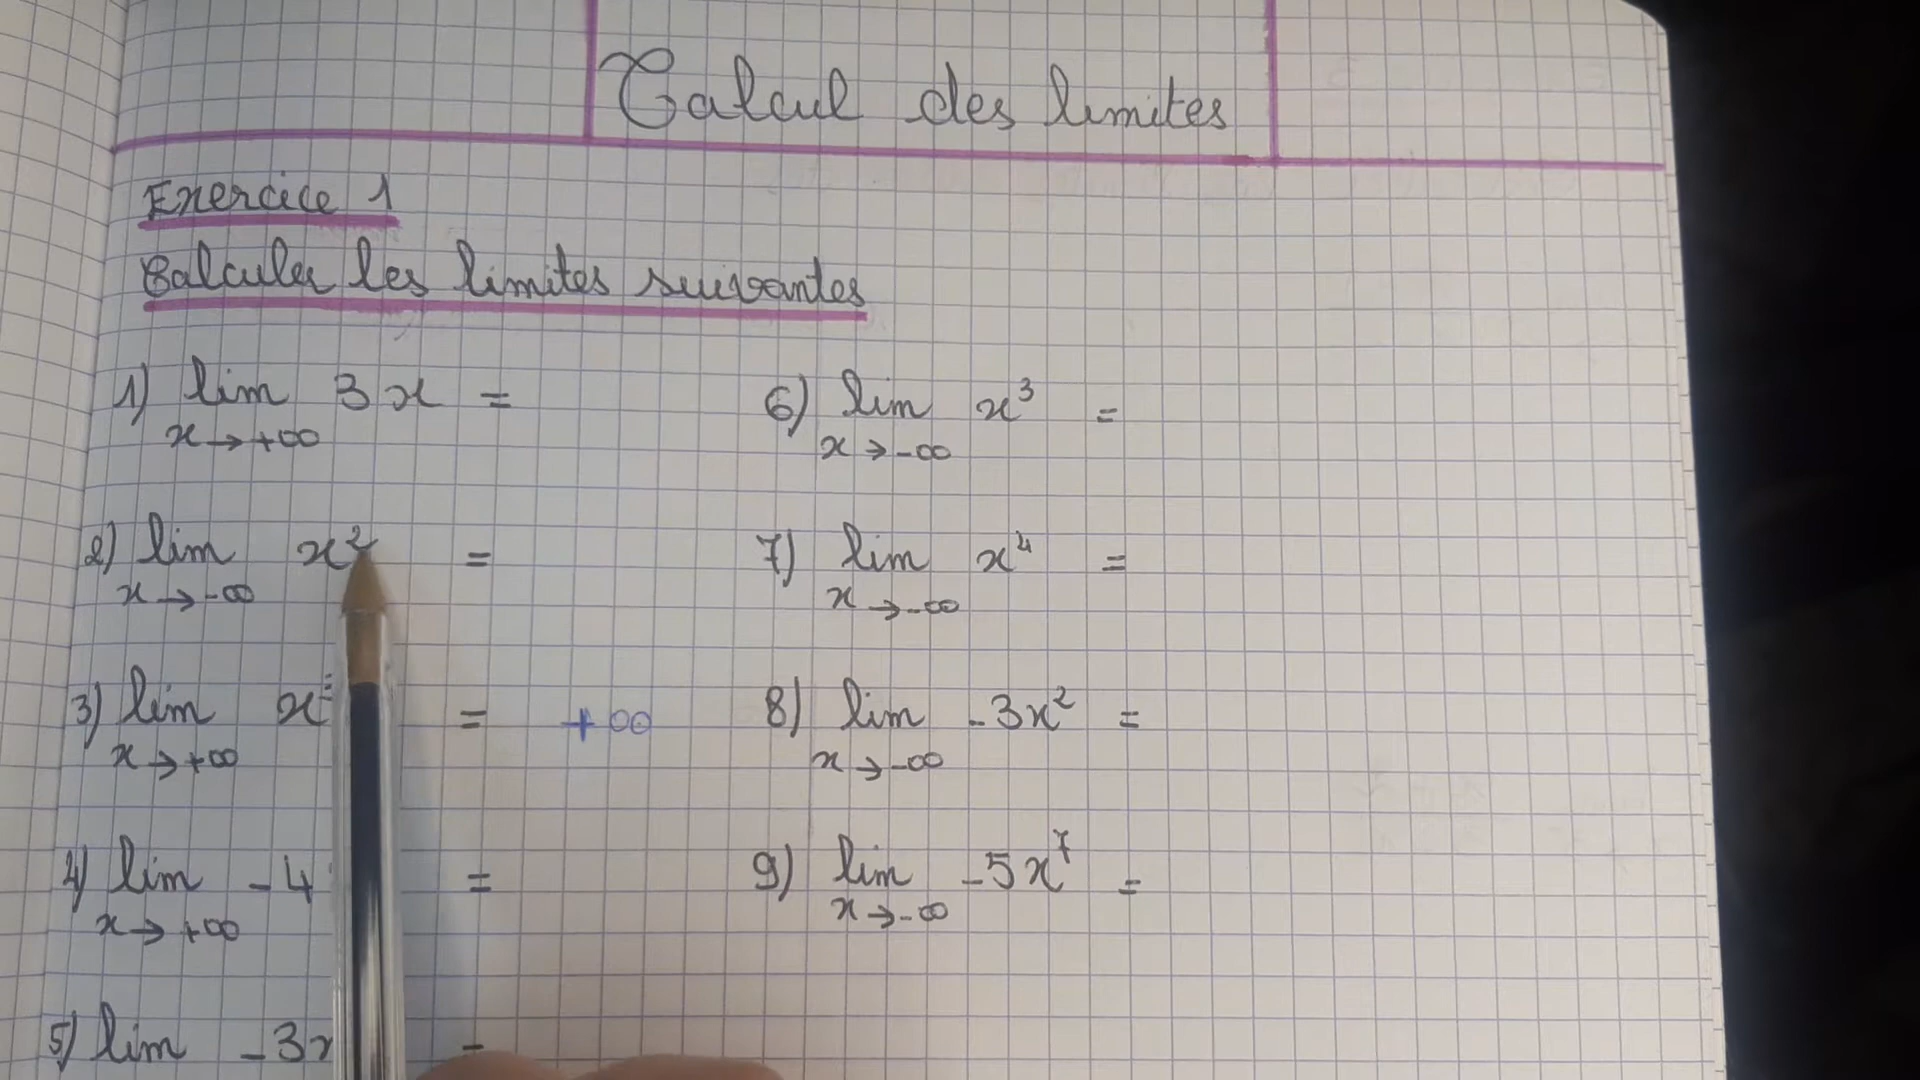 Calcul des limites
Exercice 1
Calculer les limites suivantes
1) lim 3x =
x → +∞
2) lim x² =
x → -∞
3) lim x = +∞
x → +∞
4) lim -4 =
x → +∞
5) lim -3x =
6) lim x³ =
x → -∞
7) lim x⁴ =
x → -∞
8) lim -3x² =
x → -∞
9) lim -5x⁷ =
x → -∞